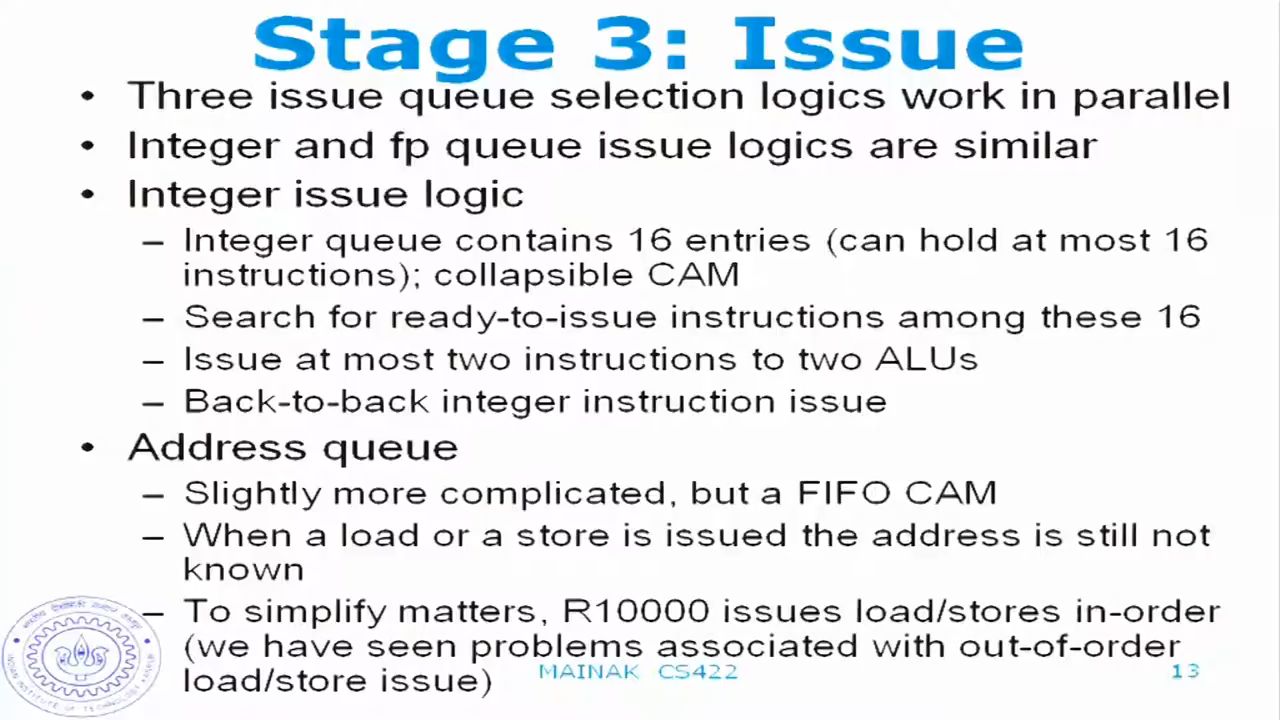 Stage 3: Issue
• Three issue queue selection logics work in parallel
• Integer and fp queue issue logics are similar
• Integer issue logic
– Integer queue contains 16 entries (can hold at most 16
instructions); collapsible CAM
– Search for ready-to-issue instructions among these 16
– Issue at most two instructions to two ALUs
– Back-to-back integer instruction issue
• Address queue
– Slightly more complicated, but a FIFO CAM
– When a load or a store is issued the address is still not
known
– To simplify matters, R10000 issues load/stores in-order
(we have seen problems associated with out-of-order
load/store issue)
MAINAK CS422
13